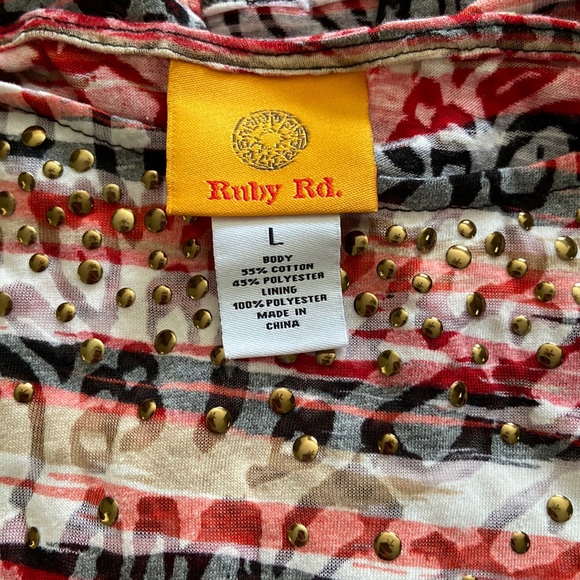 Ruby Rd.
L
BODY
55% COTTON
45% POLYESTER
LINING
100% POLYESTER
MADE IN
CHINA